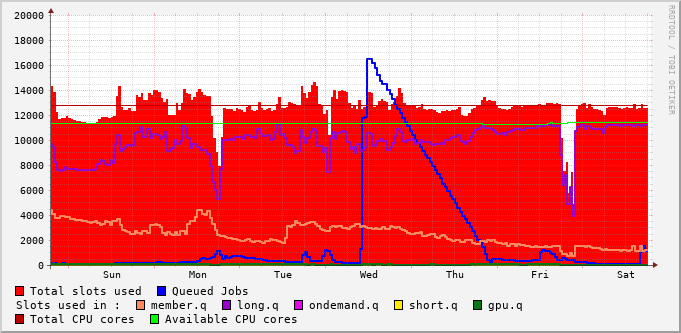 20000
18000
16000
14000
12000
10000
8000
6000
4000
2000
0
Sun Mon Tue Wed Thu Fri Sat
RRDTOOL / TOBI OETIKER
Total slots used Queued Jobs
Slots used in : member.q long.q ondemand.q short.q gpu.q
Total CPU cores Available CPU cores